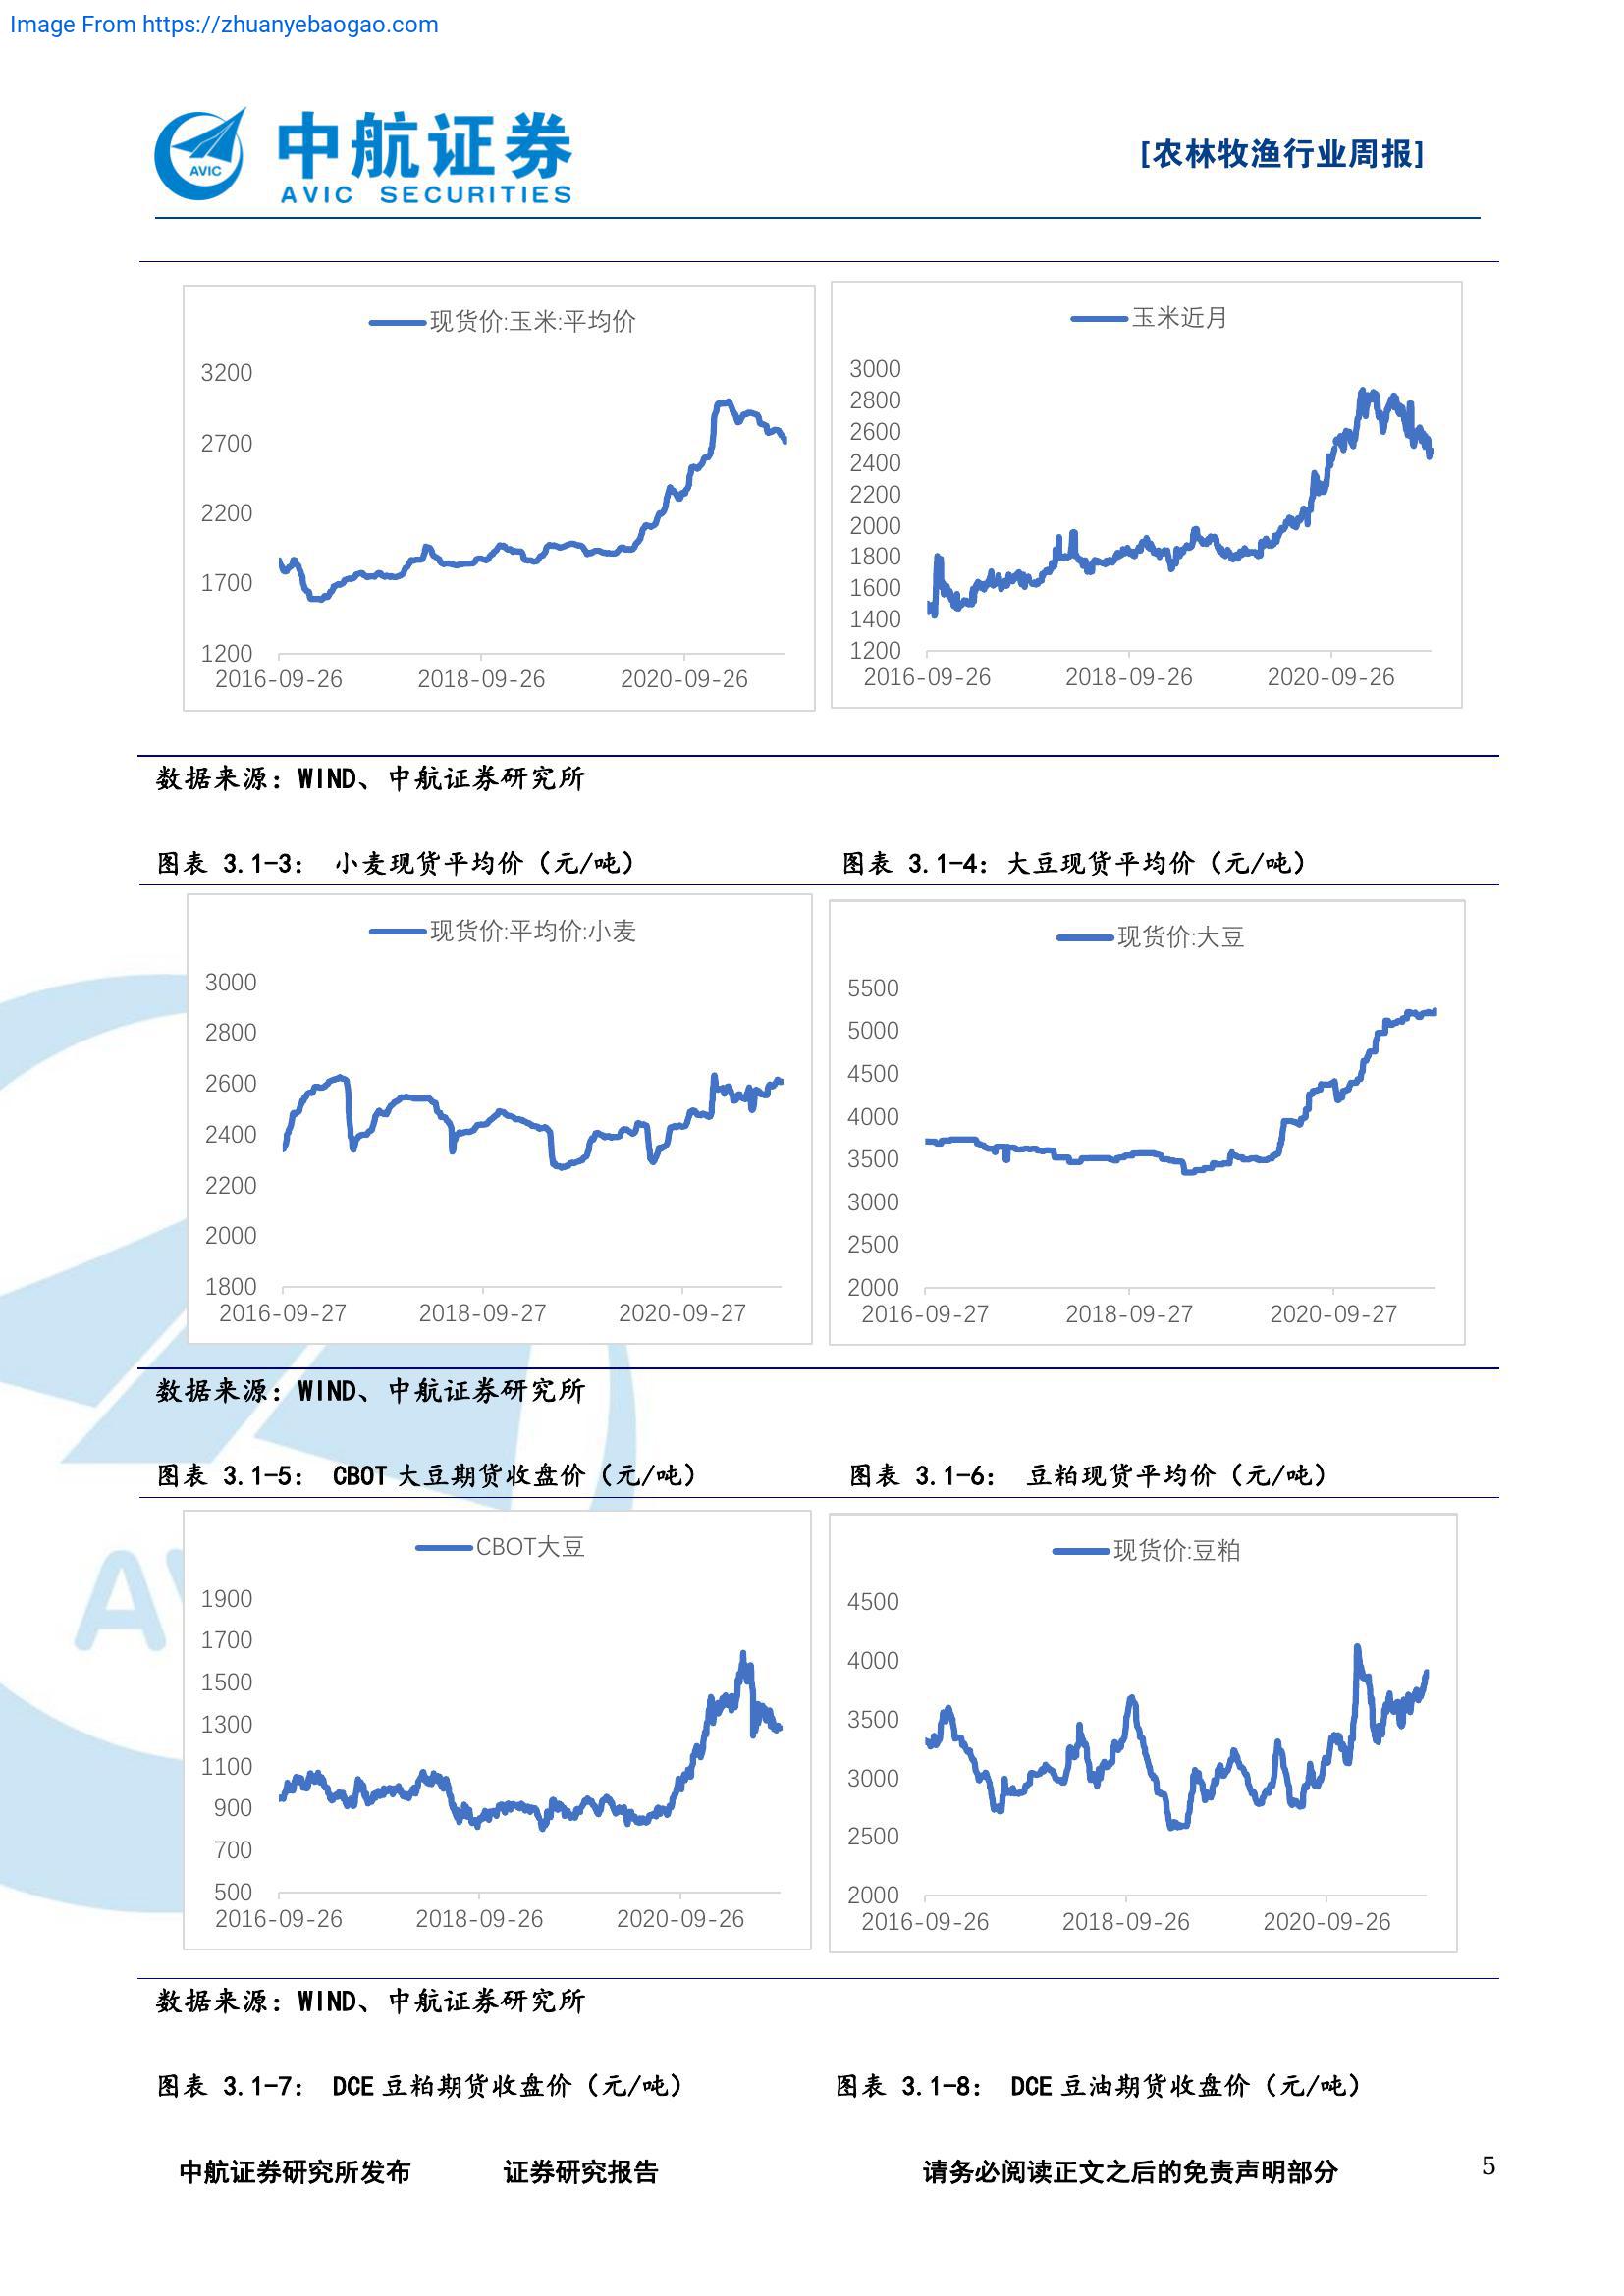 Image From https://zhuanyebaogao.com
中航证券
AVIC
AVIC SECURITIES
[农林牧渔行业周报]
现货价:玉米:平均价
3200
2700
2200
1700
1200
2016-09-26 2018-09-26 2020-09-26
玉米近月
3000
2800
2600
2400
2200
2000
1800
1600
1400
1200
2016-09-26 2018-09-26 2020-09-26
数据来源：WIND、中航证券研究所
图表 3.1-3： 小麦现货平均价（元/吨）
图表 3.1-4：大豆现货平均价（元/吨）
现货价:平均价:小麦
3000
2800
2600
2400
2200
2000
1800
2016-09-27 2018-09-27 2020-09-27
现货价:大豆
5500
5000
4500
4000
3500
3000
2500
2000
2016-09-27 2018-09-27 2020-09-27
数据来源：WIND、中航证券研究所
图表 3.1-5： CBOT 大豆期货收盘价（元/吨）
图表 3.1-6： 豆粕现货平均价（元/吨）
CBOT大豆
1900
1700
1500
1300
1100
900
700
500
2016-09-26 2018-09-26 2020-09-26
现货价:豆粕
4500
4000
3500
3000
2500
2000
2016-09-26 2018-09-26 2020-09-26
数据来源：WIND、中航证券研究所
图表 3.1-7： DCE 豆粕期货收盘价（元/吨）
图表 3.1-8： DCE 豆油期货收盘价（元/吨）
中航证券研究所发布 证券研究报告 请务必阅读正文之后的免责声明部分 5